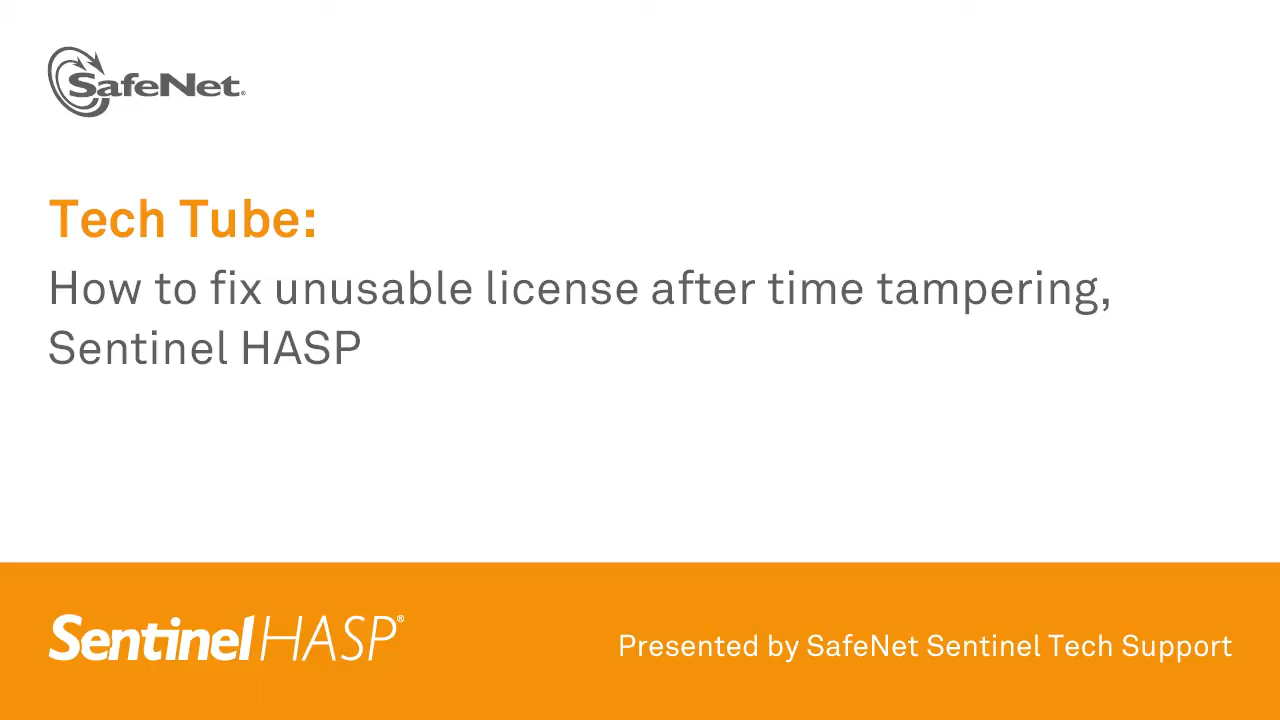 SafeNet®
Tech Tube:
How to fix unusable license after time tampering,
Sentinel HASP
Sentinel HASP®
Presented by SafeNet Sentinel Tech Support